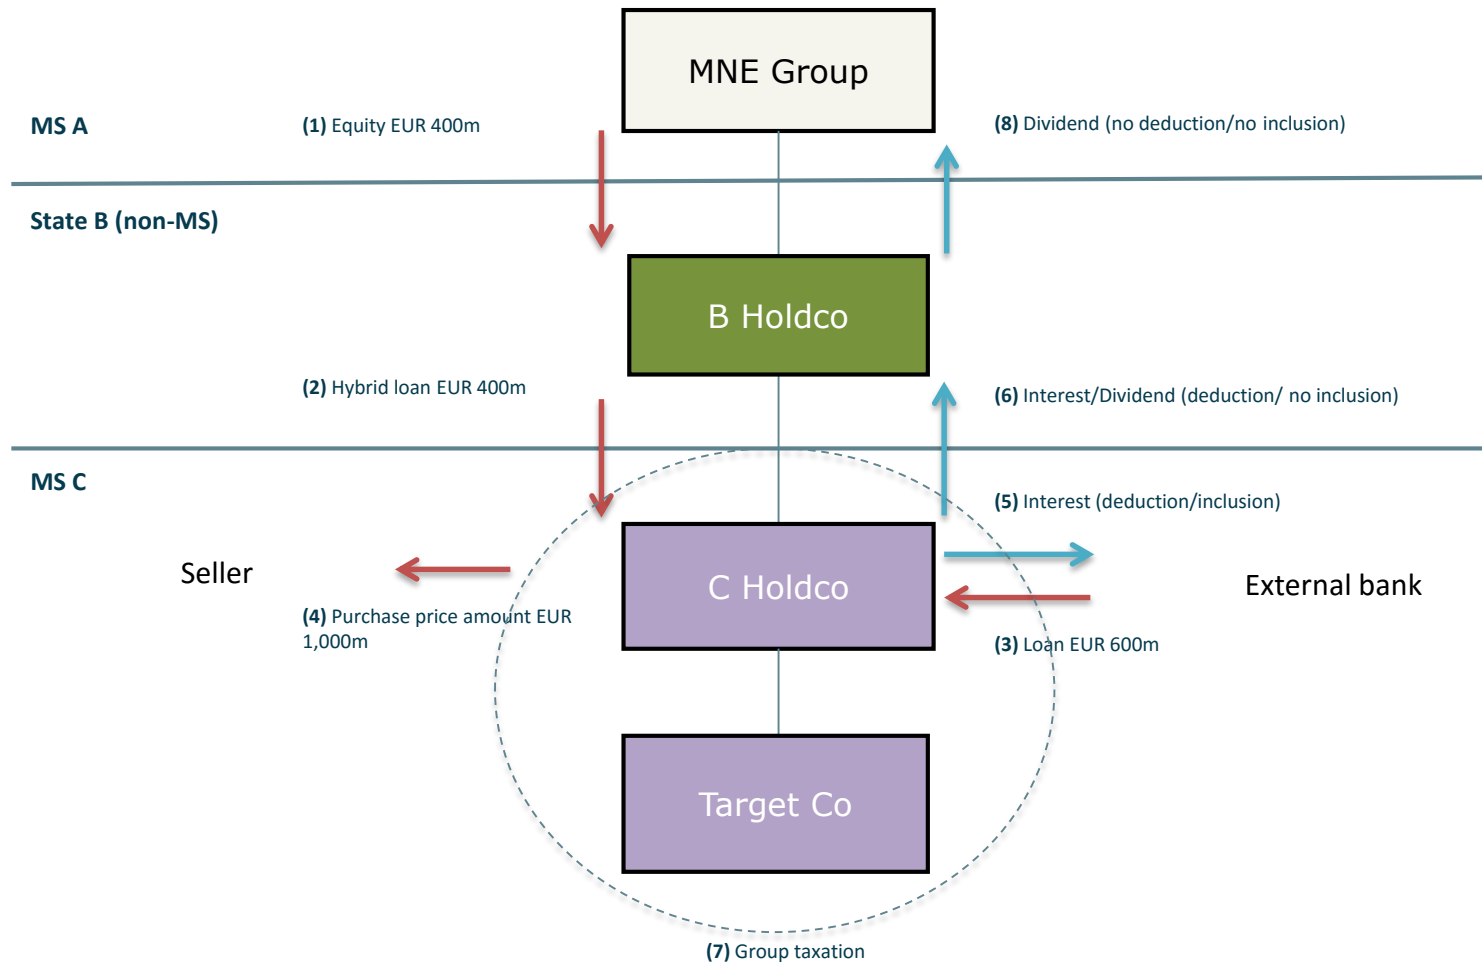 MNE Group
MS A
(1) Equity EUR 400m
(8) Dividend (no deduction/no inclusion)
State B (non-MS)
B Holdco
(2) Hybrid loan EUR 400m
(6) Interest/Dividend (deduction/ no inclusion)
MS C
(5) Interest (deduction/inclusion)
Seller
C Holdco
External bank
(4) Purchase price amount EUR
1,000m
(3) Loan EUR 600m
Target Co
(7) Group taxation